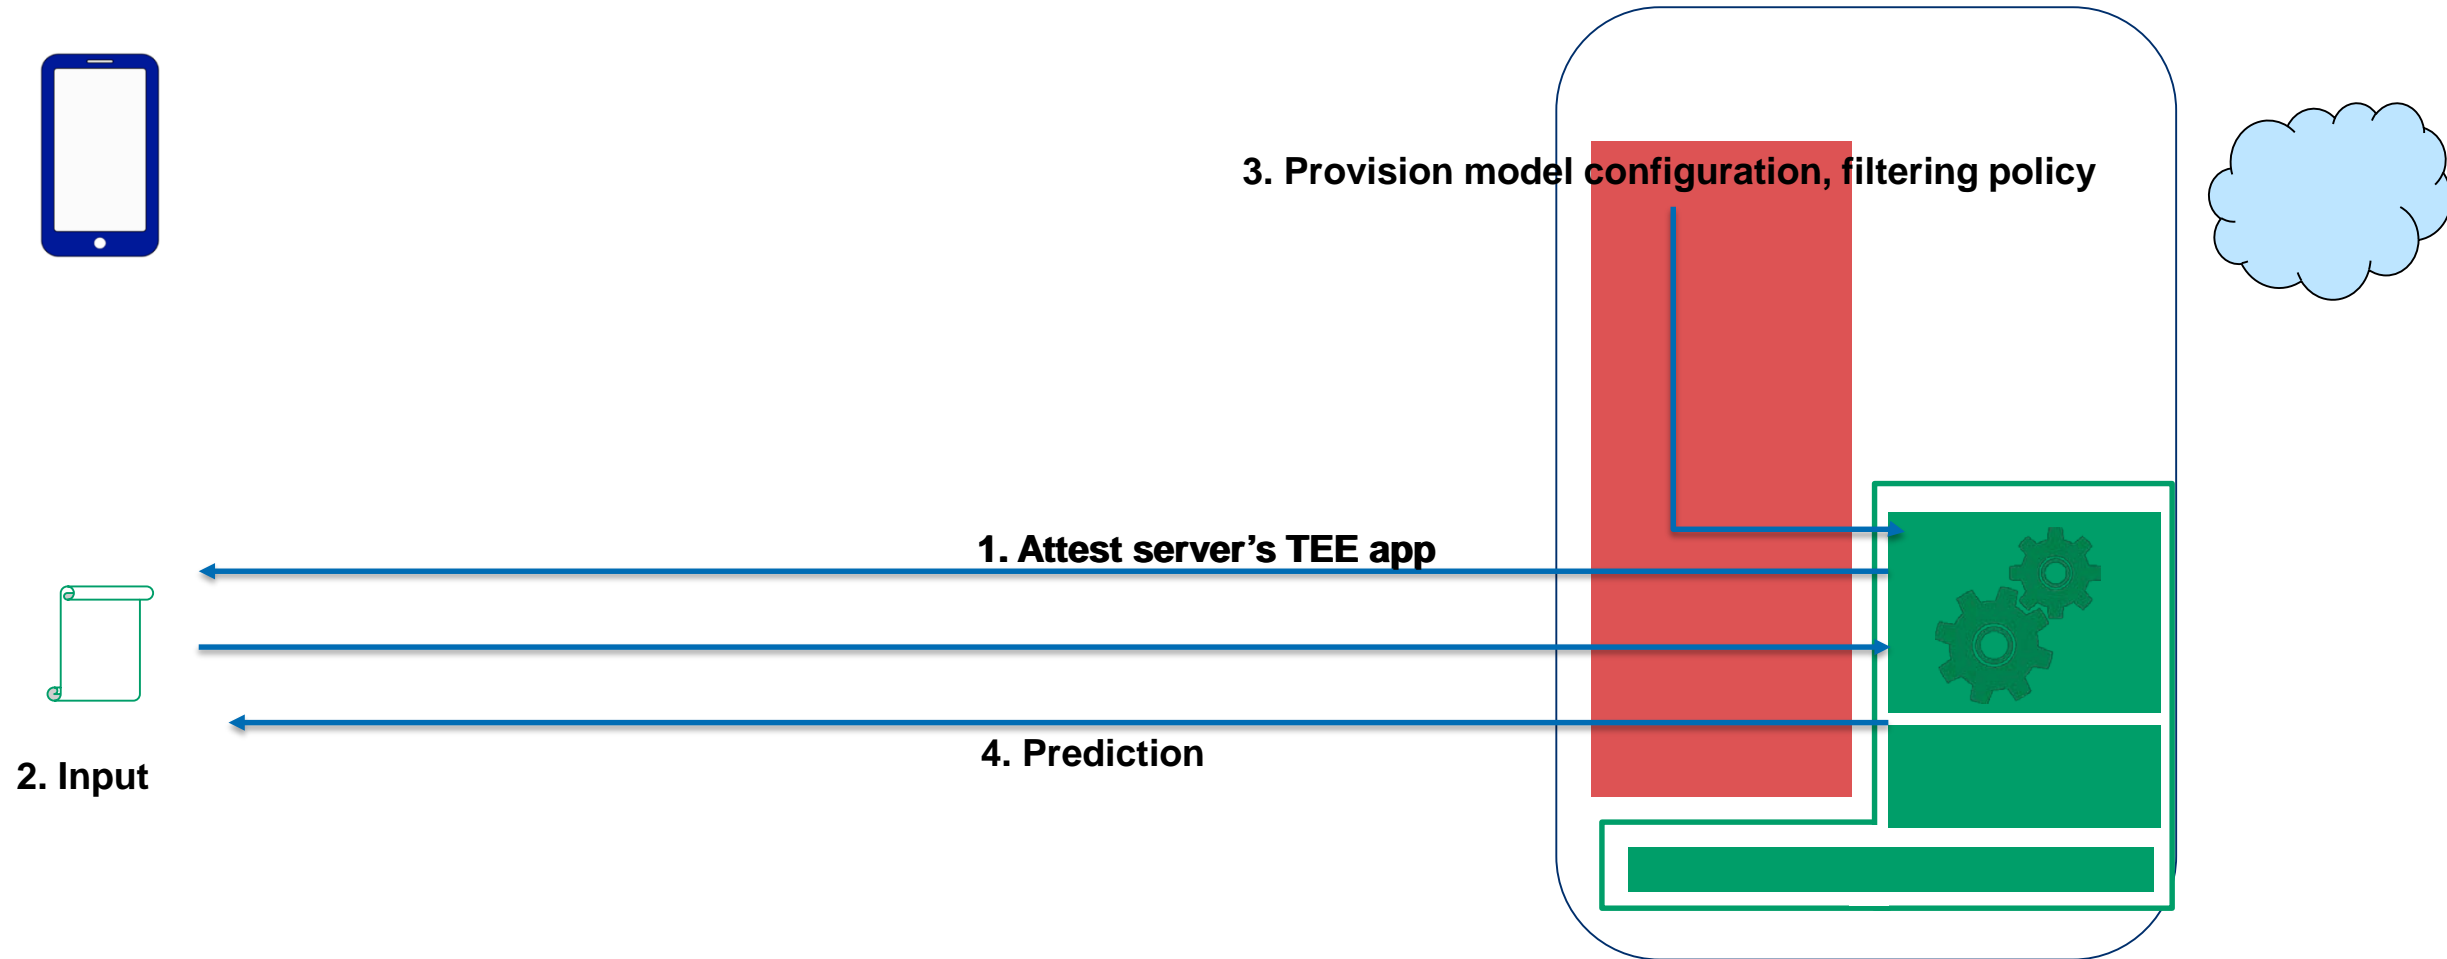 3. Provision model configuration, filtering policy
1. Attest server’s TEE app
4. Prediction
2. Input